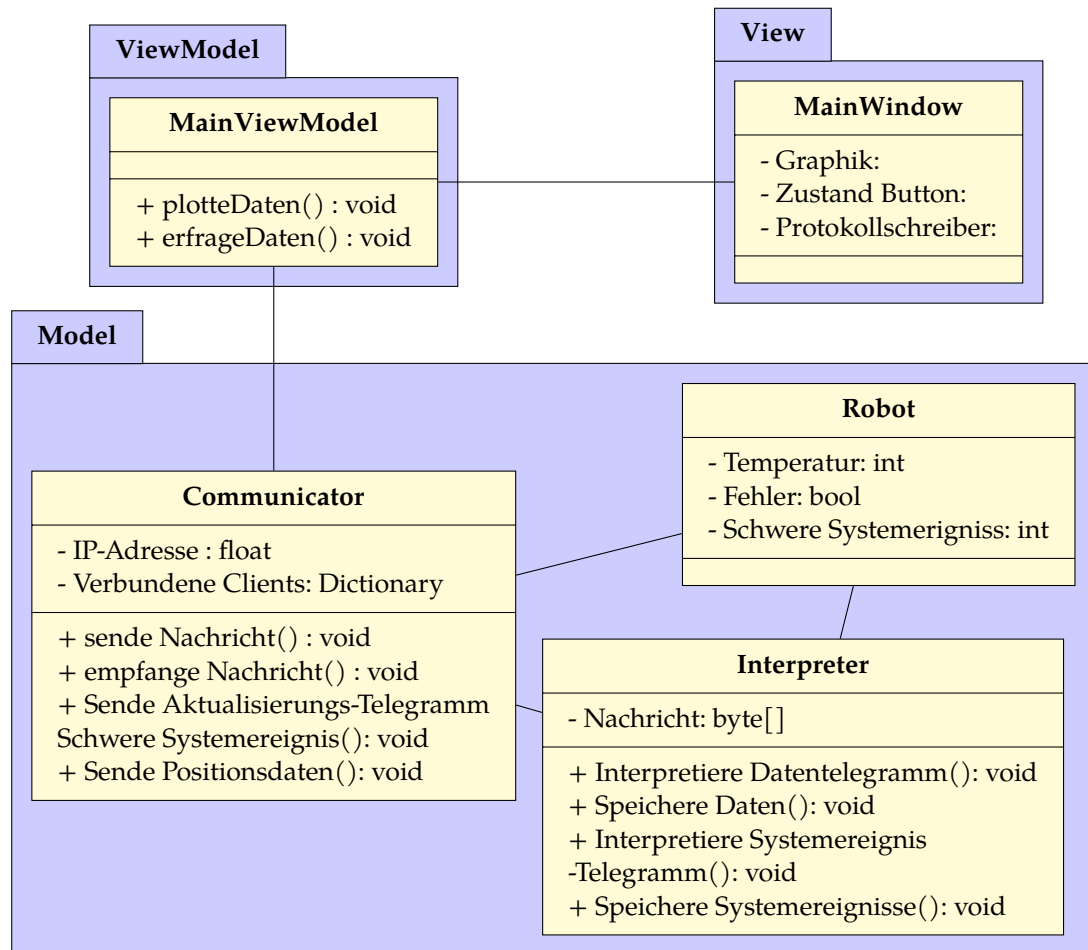 ViewModel
MainViewModel
+ plotteDaten() : void
+ erfrageDaten() : void
View
MainWindow
- Graphik:
- Zustand Button:
- Protokollschreiber:
Model
Communicator
- IP-Adresse : float
- Verbundene Clients: Dictionary
+ sende Nachricht() : void
+ empfange Nachricht() : void
+ Sende Aktualisierungs-Telegramm
Schwere Systemereignis(): void
+ Sende Positionsdaten(): void
Robot
- Temperatur: int
- Fehler: bool
- Schwere Systemerigniss: int
Interpreter
- Nachricht: byte[]
+ Interpretiere Datentelegramm(): void
+ Speichere Daten(): void
+ Interpretiere Systemereignis
-Telegramm(): void
+ Speichere Systemereignisse(): void